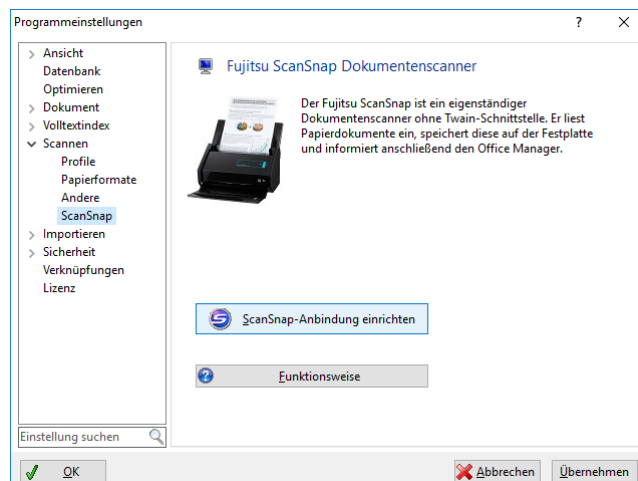 Programmeinstellungen
?
Ansicht
Datenbank
Optimieren
Dokument
Volltextindex
Scannen
Profile
Papierformate
Andere
ScanSnap
Importieren
Sicherheit
Verknüpfungen
Lizenz
Einstellung suchen
Fujitsu ScanSnap Dokumentenscanner
Der Fujitsu ScanSnap ist ein eigenständiger
Dokumentenscanner ohne Twain-Schnittstelle. Er liest
Papierdokumente ein, speichert diese auf der Festplatte
und informiert anschließend den Office Manager.
ScanSnap-Anbindung einrichten
Funktionsweise
OK
Abbrechen
Übernehmen